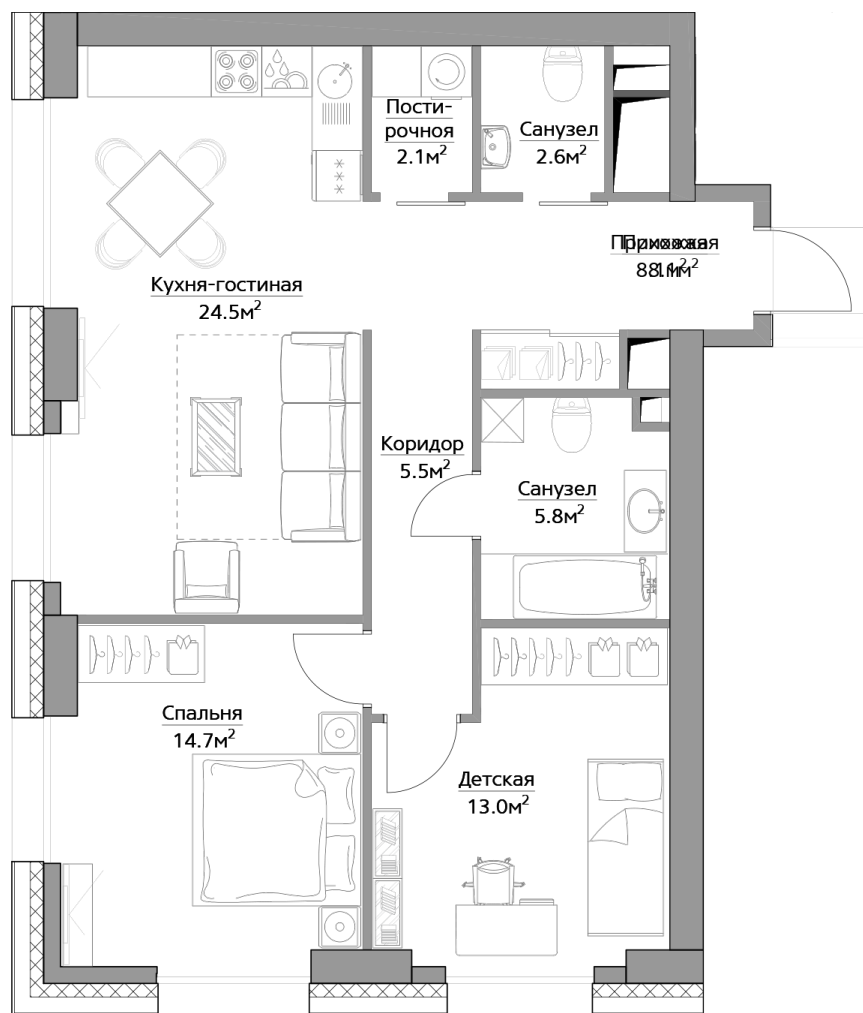 Пости-
рочноя
2.1м²
Санузел
2.6м²
Кухня-гостиная
24.5м²
Коридор
5.5м²
Санузел
5.8м²
Спальня
14.7м²
Детская
13.0м²